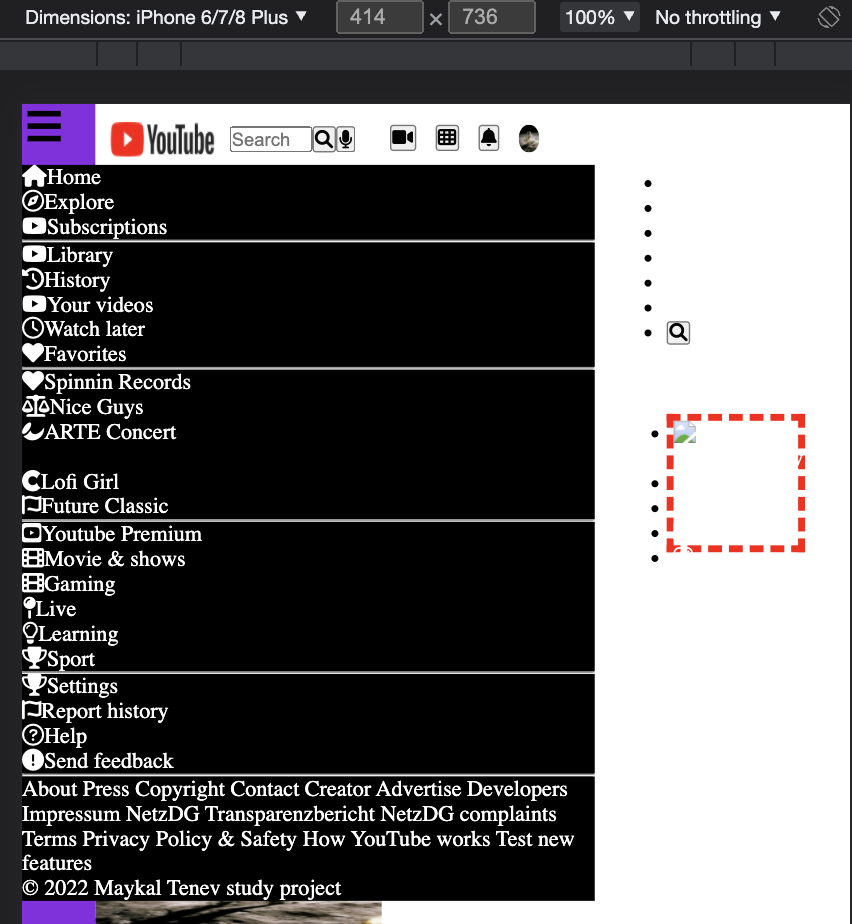 Dimensions: iPhone 6/7/8 Plus ▼ 414 × 736 100% ▼ No throttling ▼
YouTube Search
Home
Explore
Subscriptions
Library
History
Your videos
Watch later
Favorites
Spinnin Records
Nice Guys
ARTE Concert
Lofi Girl
Future Classic
Youtube Premium
Movie & shows
Gaming
Live
Learning
Sport
Settings
Report history
Help
Send feedback
About Press Copyright Contact Creator Advertise Developers
Impressum NetzDG Transparenzbericht NetzDG complaints
Terms Privacy Policy & Safety How YouTube works Test new
features
© 2022 Maykal Tenev study project